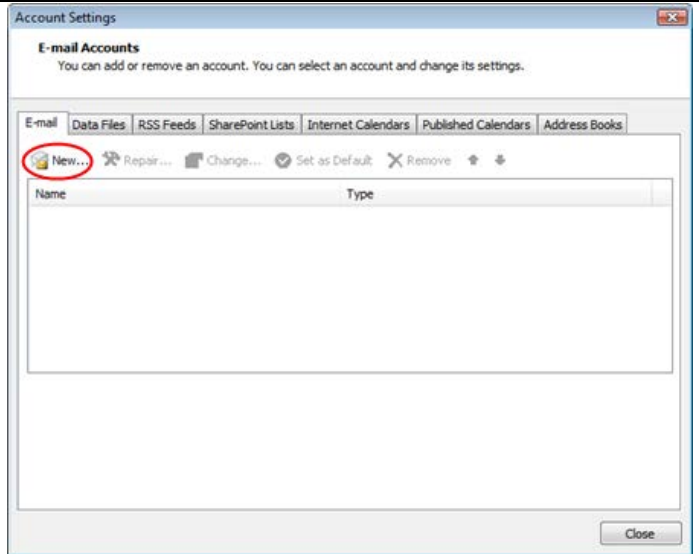 Account Settings
E-mail Accounts
You can add or remove an account. You can select an account and change its settings.
E-mail Data Files RSS Feeds SharePoint Lists Internet Calendars Published Calendars Address Books
New... Repair... Change... Set as Default Remove
Name Type
Close